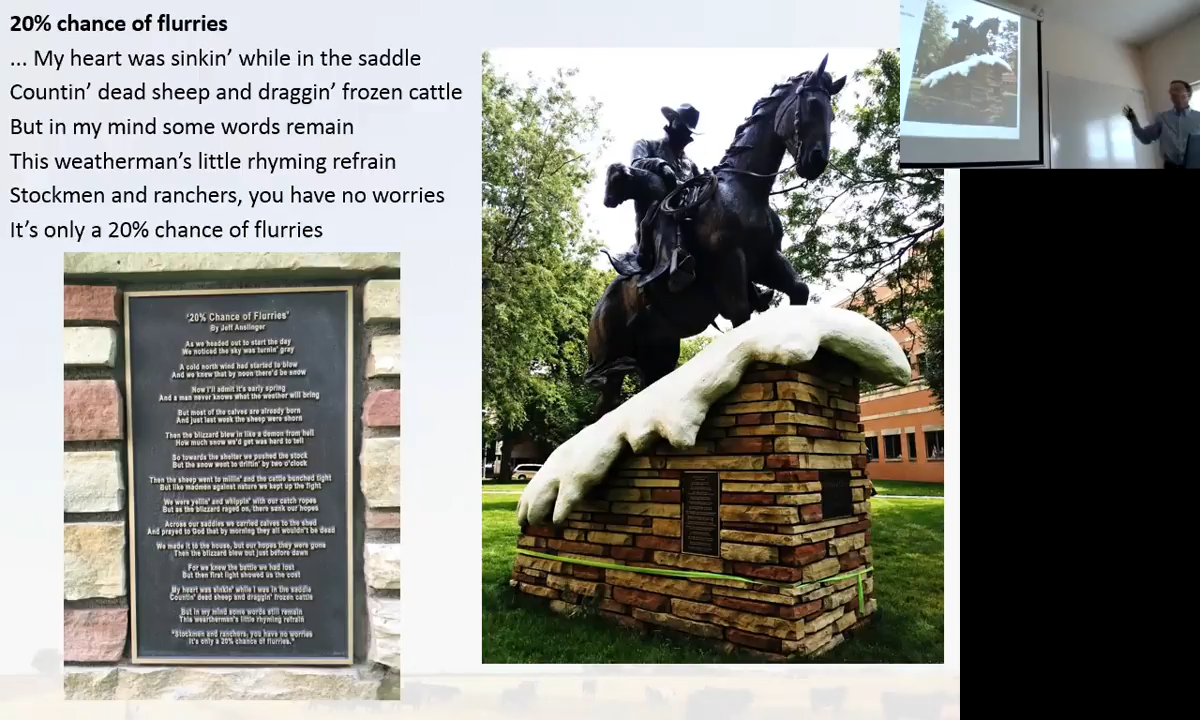 20% chance of flurries
... My heart was sinkin’ while in the saddle
Countin’ dead sheep and draggin’ frozen cattle
But in my mind some words remain
This weatherman’s little rhyming refrain
Stockmen and ranchers, you have no worries
It’s only a 20% chance of flurries
"20% Chance of Flurries"
By Jeff Anslinger
As we headed out to start the day
We noticed the sky was turnin' gray
A cold north wind had started to blow
And we knew that by noon there'd be snow
Now I'll admit it's early spring
And a man never knows what the weather will bring
But most of the calves are already born
And just last week the sheep were shorn
Then the blizzard blew in like a demon from hell
How much snow we'd get was hard to tell
So towards the shelter we pushed the stock
But the snow went to driftin' by two o'clock
Then the sheep went to millin' and the cattle bunched tight
But like madmen against nature we kept up the fight
We were yellin' and whippin' with our catch ropes
But as the blizzard raged on, there sank our hopes
Across our saddles we carried calves to the shed
And prayed to God that by morning they all wouldn't be dead
We made it to the house, but our hopes they were gone
Then the blizzard blew out just before dawn
For we knew the battle we had lost
But then first light showed us the cost
My heart was sinkin' while I was in the saddle
Countin' dead sheep and draggin' frozen cattle
But in my mind some words still remain
This weatherman's little rhyming refrain
"Stockmen and ranchers, you have no worries
It's only a 20% chance of flurries."